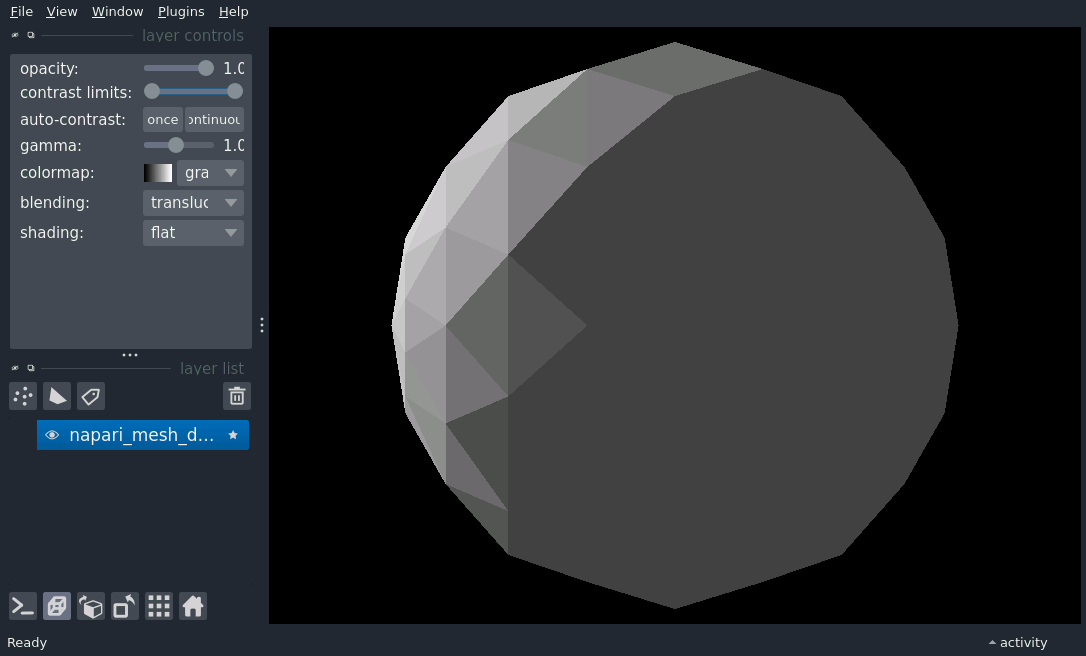 File View Window Plugins Help
layer controls
opacity: 1.0
contrast limits:
auto-contrast: once ontinuou
gamma: 1.0
colormap: gra
blending: transluc
shading: flat
layer list
napari_mesh_d...
Ready
activity